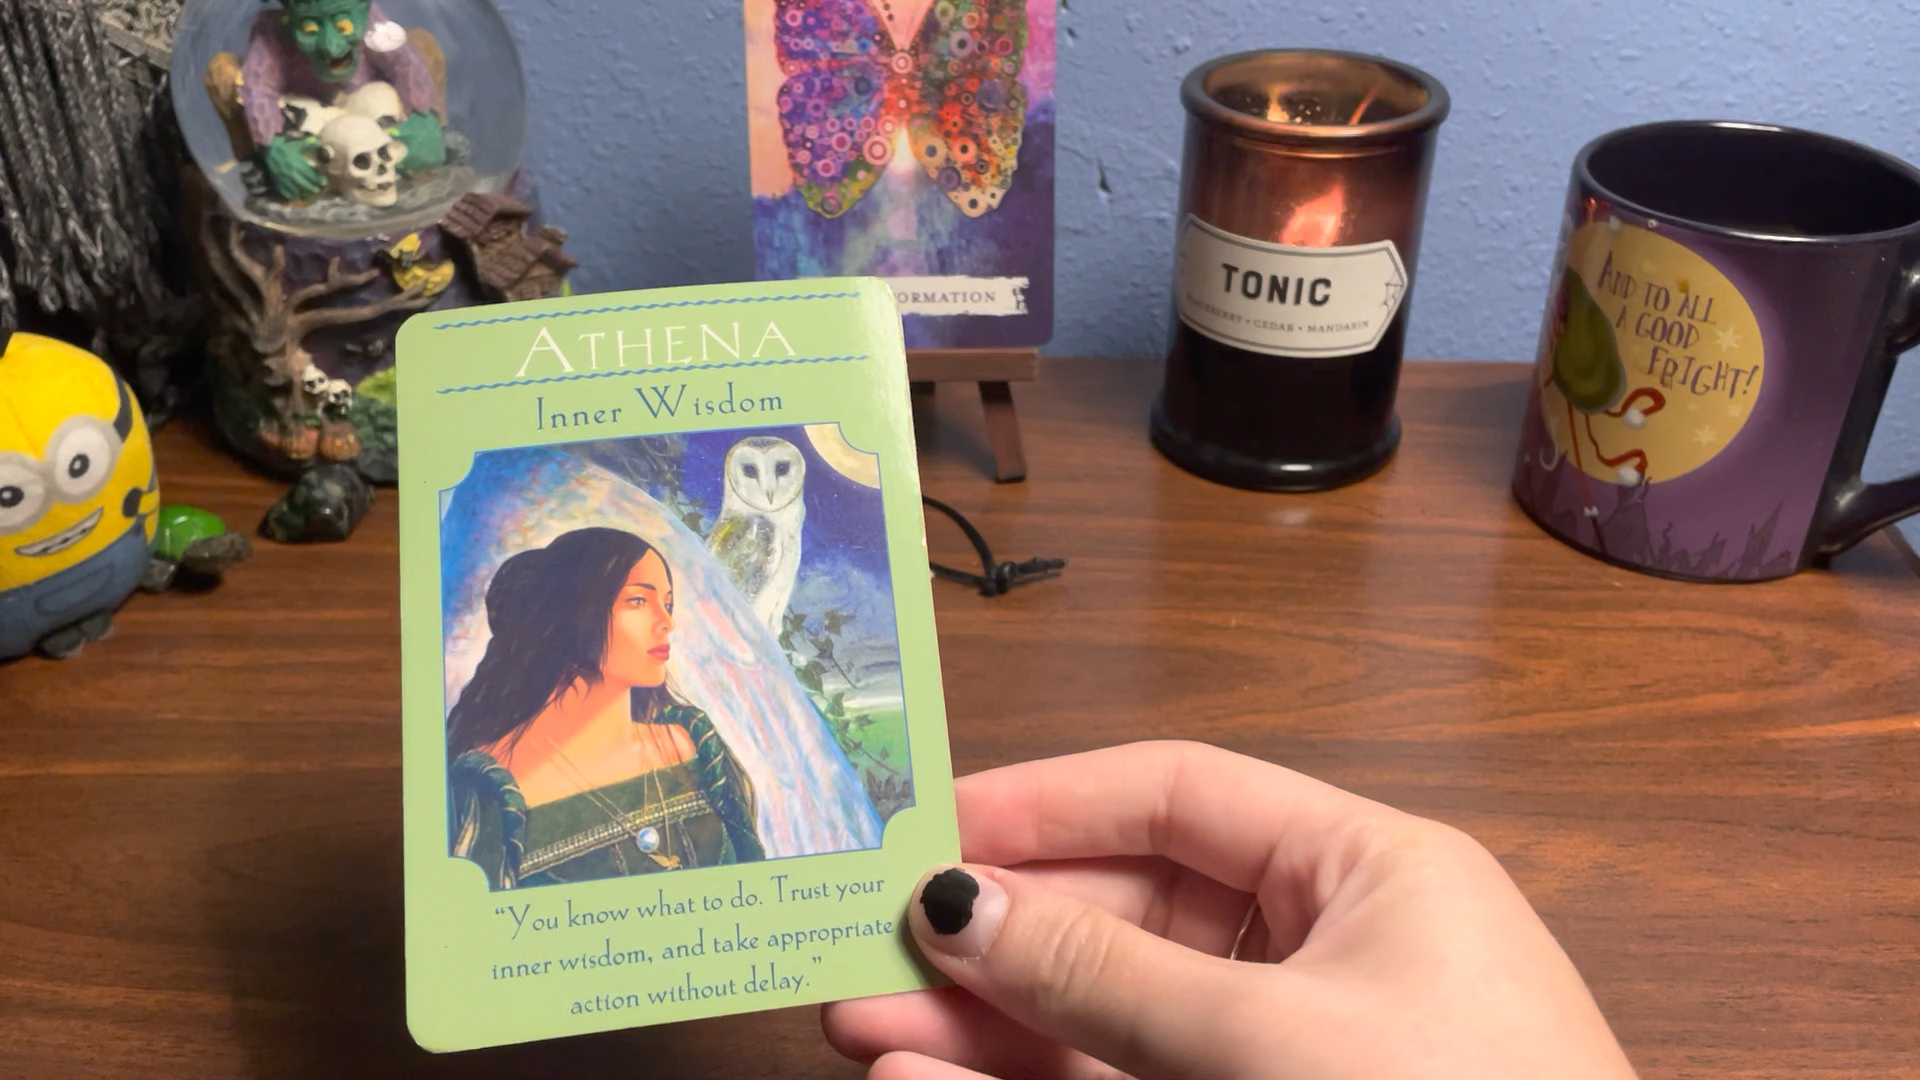 ATHENA
Inner Wisdom
"You know what to do. Trust your
inner wisdom, and take appropriate
action without delay."
ORMATION
TONIC
CEDAR • MANDARIN
AND TO ALL
A GOOD
FRIGHT!